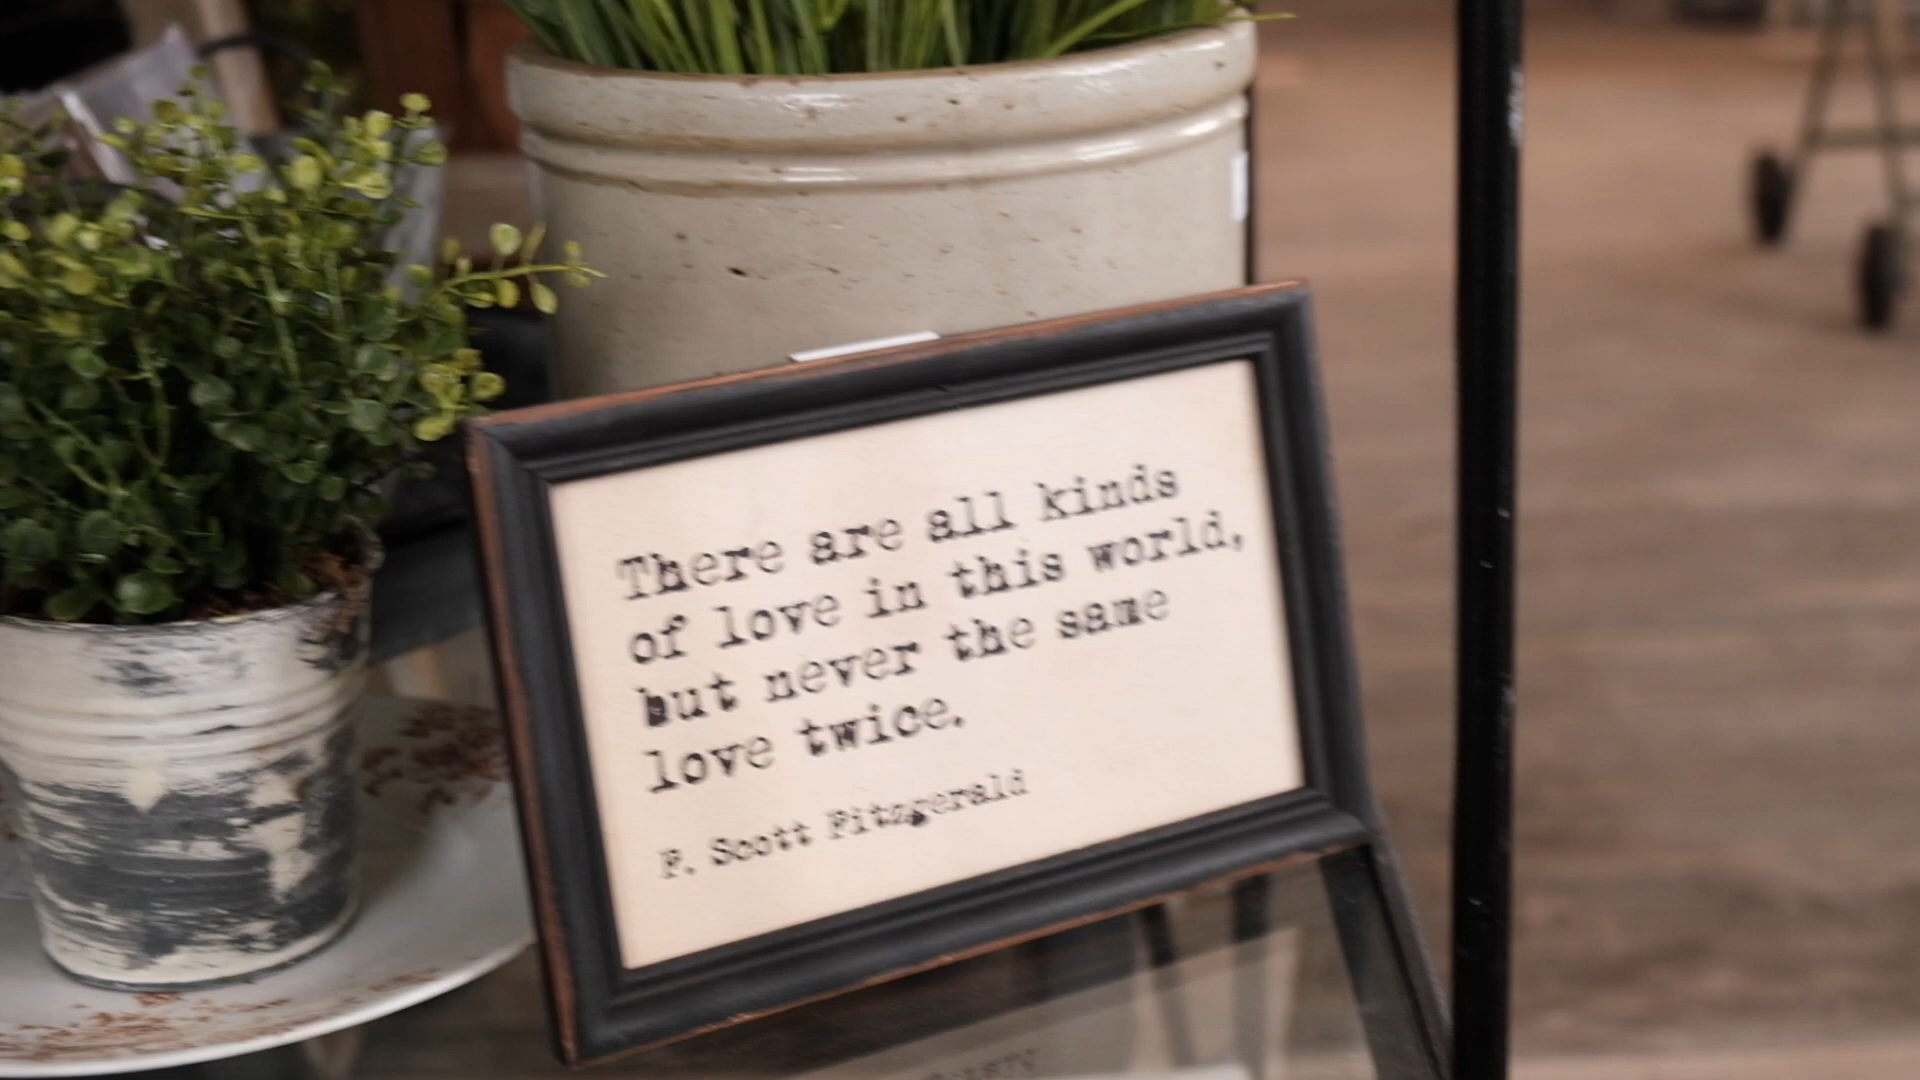 There are all kinds
of love in this world,
but never the same
love twice.
F. Scott Fitzgerald